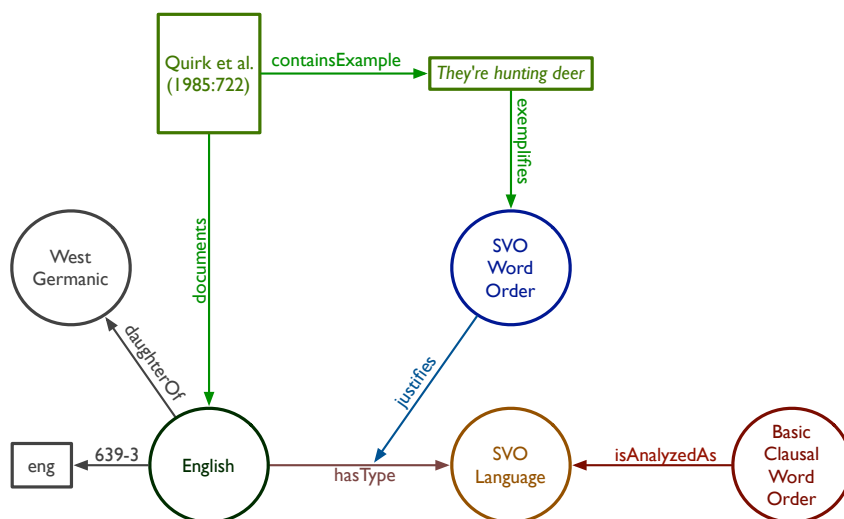 Quirk et al.
(1985:722)
containsExample
They're hunting deer
exemplifies
documents
West
Germanic
SVO
Word
Order
daughterOf
justifies
eng
639-3
English
hasType
SVO
Language
isAnalyzedAs
Basic
Clausal
Word
Order